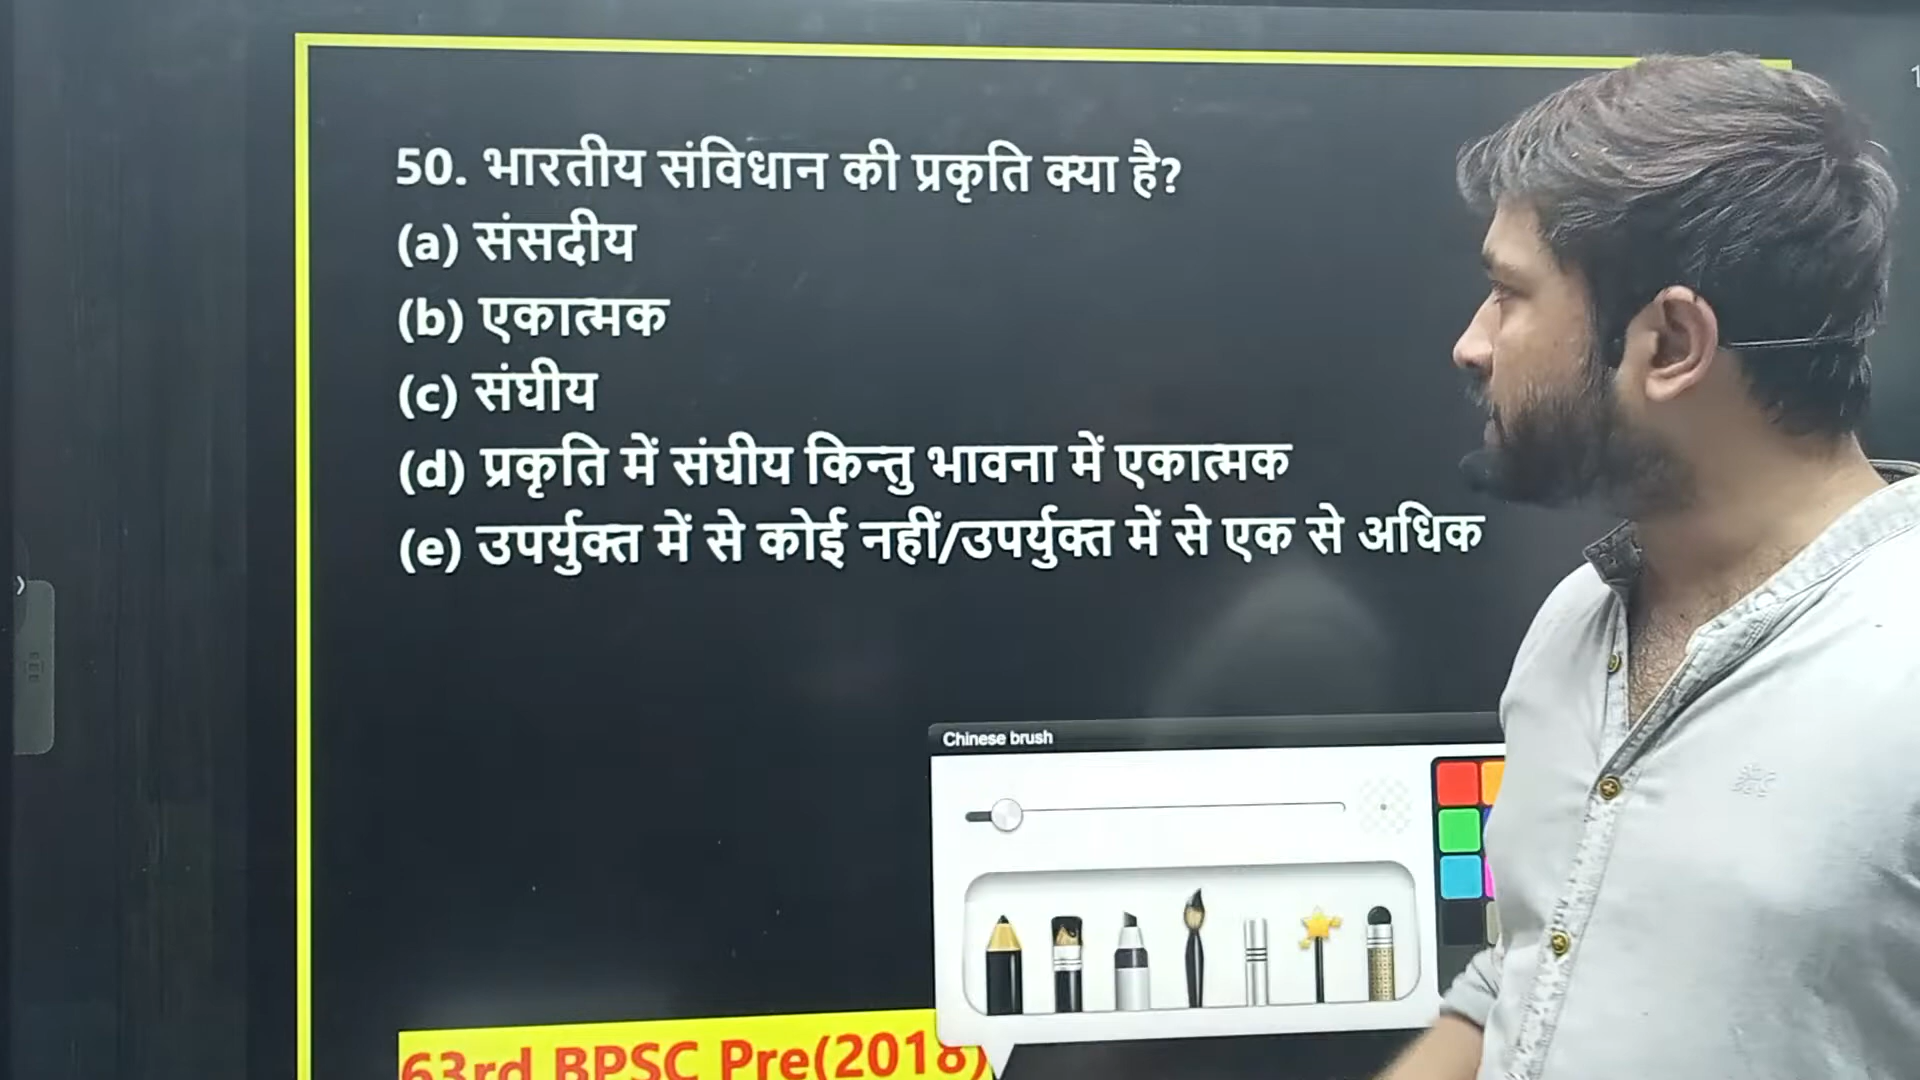 50. भारतीय संविधान की प्रकृति क्या है?
(a) संसदीय
(b) एकात्मक
(c) संघीय
(d) प्रकृति में संघीय किन्तु भावना में एकात्मक
(e) उपर्युक्त में से कोई नहीं/उपर्युक्त में से एक से अधिक
Chinese brush
63rd BPSC Pre(2018)